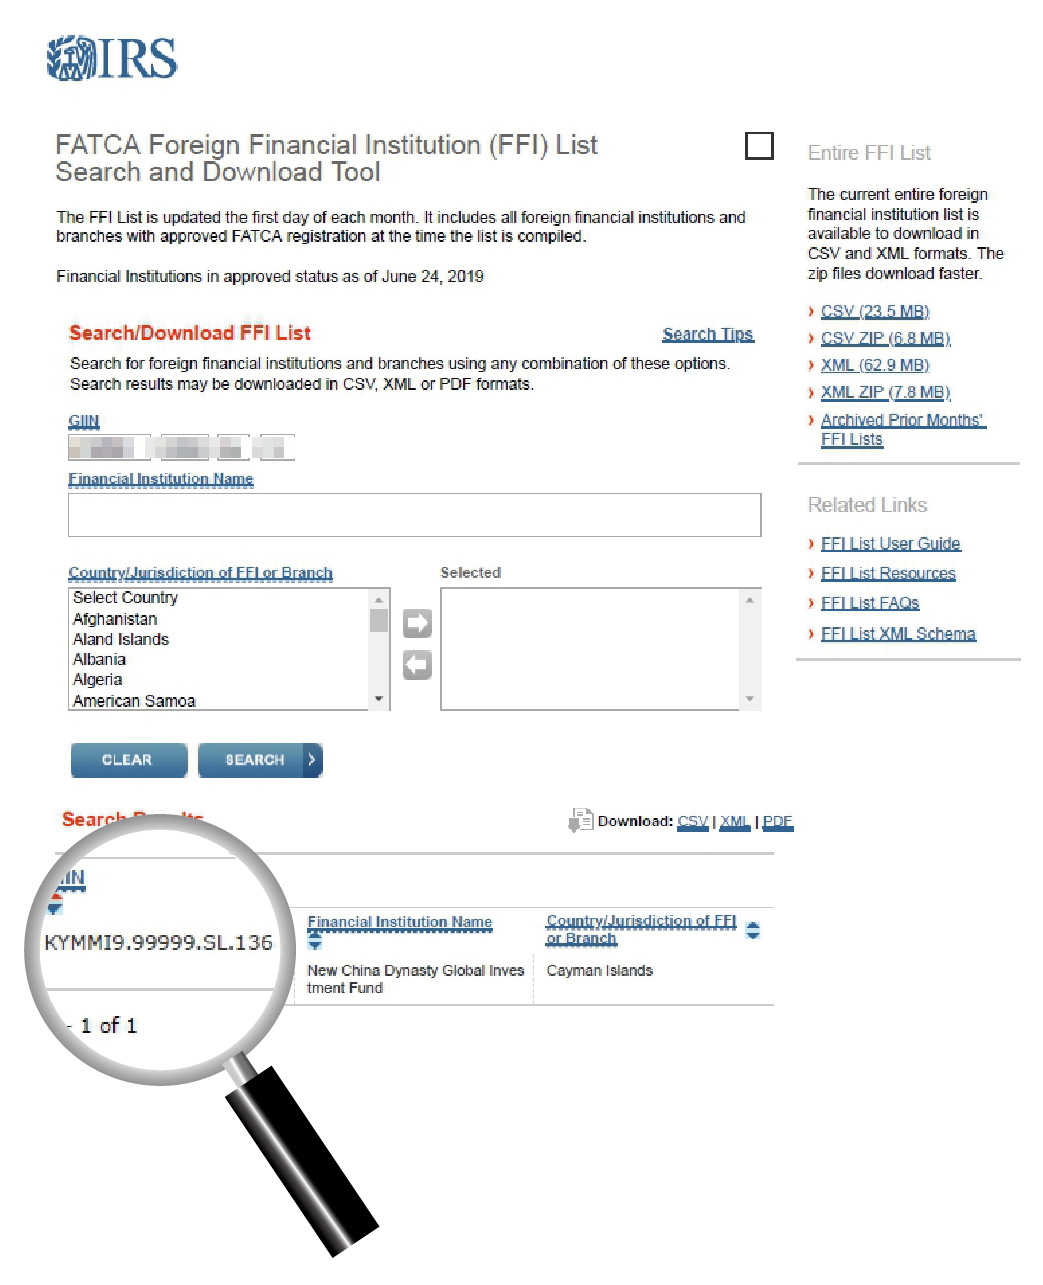 IRS
FATCA Foreign Financial Institution (FFI) List
Search and Download Tool
The FFI List is updated the first day of each month. It includes all foreign financial institutions and
branches with approved FATCA registration at the time the list is compiled.
Financial Institutions in approved status as of June 24, 2019
Search/Download FFI List
Search Tips
Search for foreign financial institutions and branches using any combination of these options.
Search results may be downloaded in CSV, XML or PDF formats.
GIIN
Financial Institution Name
Country/Jurisdiction of FFI or Branch
Selected
Select Country
Afghanistan
Aland Islands
Albania
Algeria
American Samoa
CLEAR
SEARCH
Search Results
Download: CSV | XML | PDF
GIIN
Financial Institution Name
Country/Jurisdiction of FFI
or Branch
KYMMI9.99999.SL.136
New China Dynasty Global Inves
tment Fund
Cayman Islands
- 1 of 1
Entire FFI List
The current entire foreign
financial institution list is
available to download in
CSV and XML formats. The
zip files download faster.
CSV (23.5 MB)
CSV ZIP (6.8 MB)
XML (62.9 MB)
XML ZIP (7.8 MB)
Archived Prior Months'
FFI Lists
Related Links
FFI List User Guide
FFI List Resources
FFI List FAQs
FFI List XML Schema